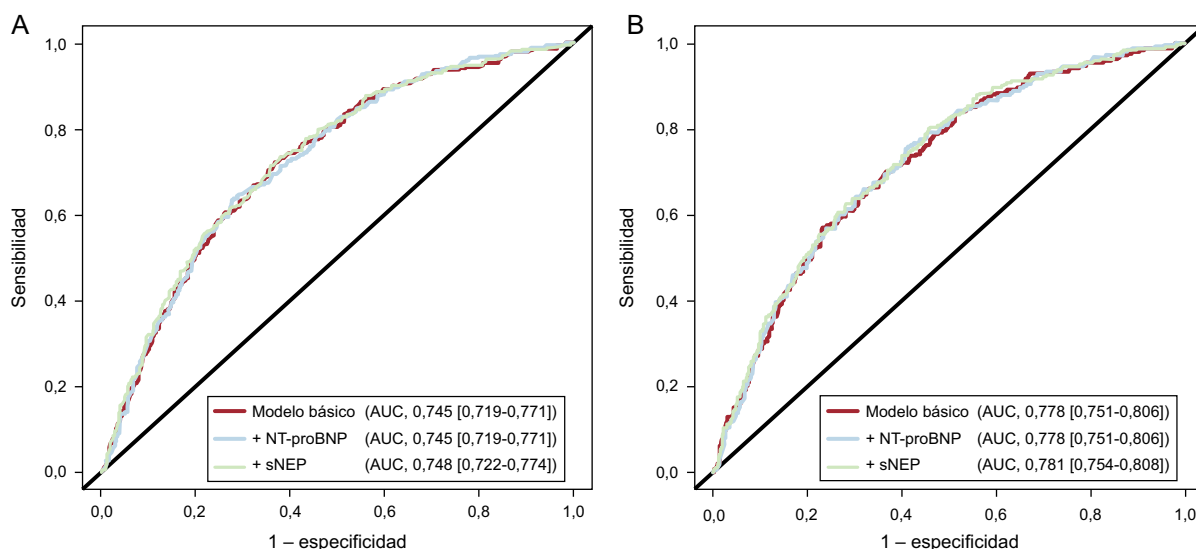 A
Sensibilidad
1,0
0,8
0,6
0,4
0,2
0,0
Modelo básico (AUC, 0,745 [0,719-0,771])
+ NT-proBNP (AUC, 0,745 [0,719-0,771])
+ sNEP (AUC, 0,748 [0,722-0,774])
0,0 0,2 0,4 0,6 0,8 1,0
1 – especificidad
B
Sensibilidad
1,0
0,8
0,6
0,4
0,2
0,0
Modelo básico (AUC, 0,778 [0,751-0,806])
+ NT-proBNP (AUC, 0,778 [0,751-0,806])
+ sNEP (AUC, 0,781 [0,754-0,808])
0,0 0,2 0,4 0,6 0,8 1,0
1 – especificidad